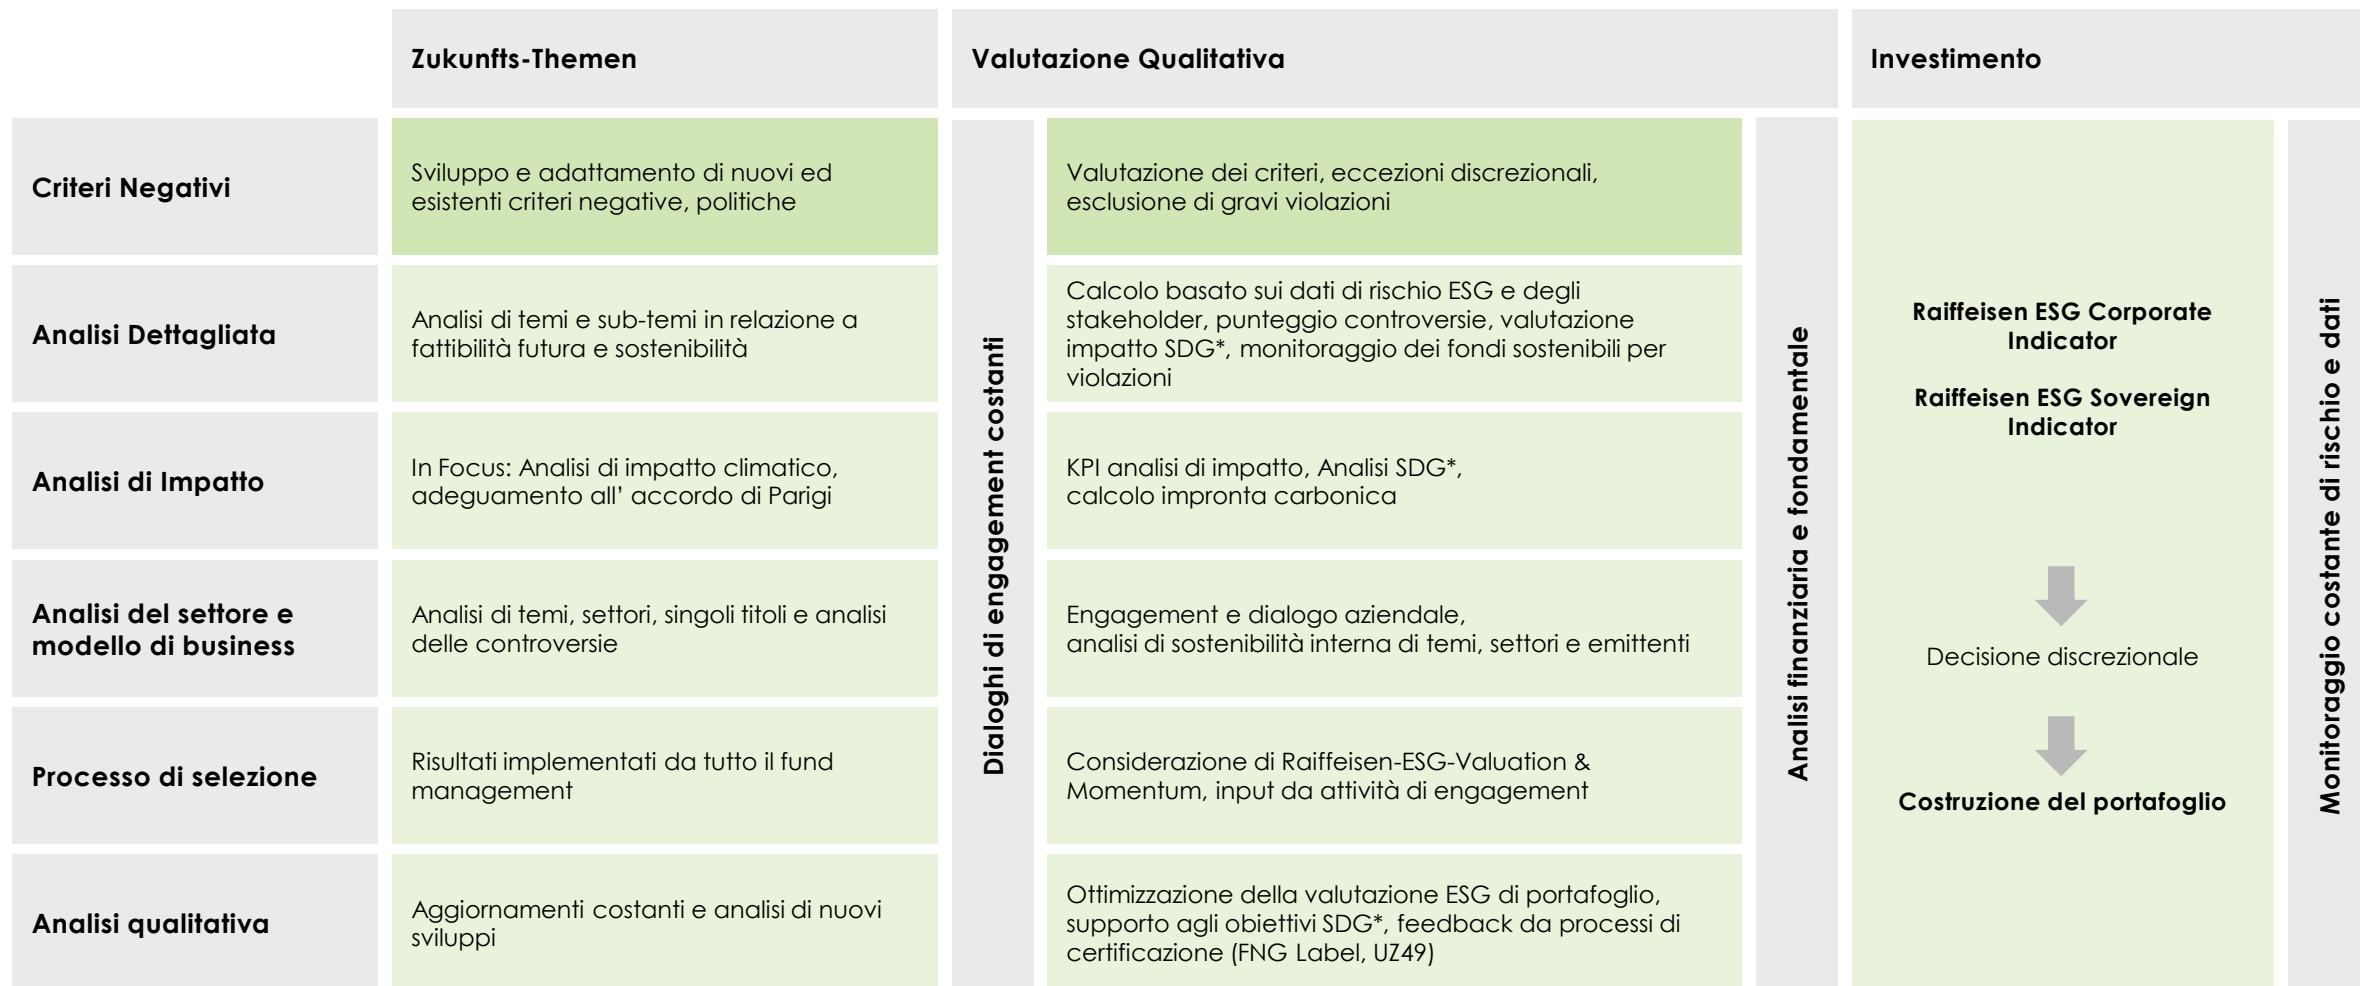 Zukunfts-Themen
Valutazione Qualitativa
Investimento
Criteri Negativi
Sviluppo e adattamento di nuovi ed
esistenti criteri negative, politiche
Valutazione dei criteri, eccezioni discrezionali,
esclusione di gravi violazioni
Analisi Dettagliata
Analisi di temi e sub-temi in relazione a
fattibilità futura e sostenibilità
Calcolo basato sui dati di rischio ESG e degli
stakeholder, punteggio controversie, valutazione
impatto SDG*, monitoraggio dei fondi sostenibili per
violazioni
Analisi di Impatto
In Focus: Analisi di impatto climatico,
adeguamento all' accordo di Parigi
KPI analisi di impatto, Analisi SDG*,
calcolo impronta carbonica
Analisi del settore e
modello di business
Analisi di temi, settori, singoli titoli e analisi
delle controversie
Engagement e dialogo aziendale,
analisi di sostenibilità interna di temi, settori e emittenti
Processo di selezione
Risultati implementati da tutto il fund
management
Considerazione di Raiffeisen-ESG-Valuation &
Momentum, input da attività di engagement
Analisi qualitativa
Aggiornamenti costanti e analisi di nuovi
sviluppi
Ottimizzazione della valutazione ESG di portafoglio,
supporto agli obiettivi SDG*, feedback da processi di
certificazione (FNG Label, UZ49)
Dialoghi di engagement costanti
Analisi finanziaria e fondamentale
Raiffeisen ESG Corporate
Indicator
Raiffeisen ESG Sovereign
Indicator
Decisione discrezionale
Costruzione del portafoglio
Monitoraggio costante di rischio e dati